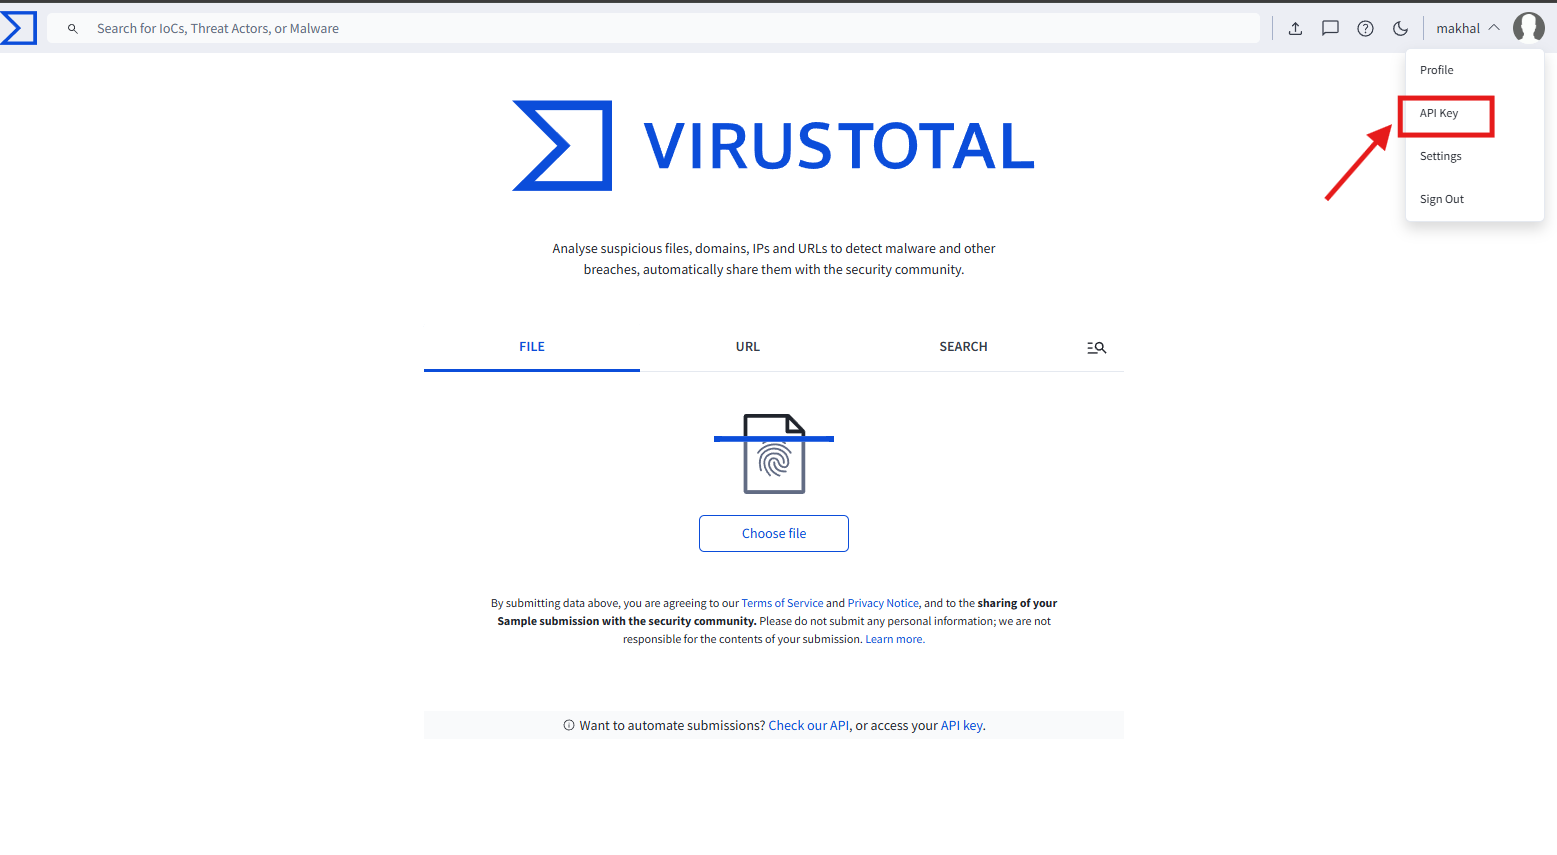 Search for IoCs, Threat Actors, or Malware
makhal
Profile
API Key
Settings
Sign Out
VIRUSTOTAL
Analyse suspicious files, domains, IPs and URLs to detect malware and other
breaches, automatically share them with the security community.
FILE
URL
SEARCH
Choose file
By submitting data above, you are agreeing to our Terms of Service and Privacy Notice, and to the sharing of your
Sample submission with the security community. Please do not submit any personal information; we are not
responsible for the contents of your submission. Learn more.
Want to automate submissions? Check our API, or access your API key.